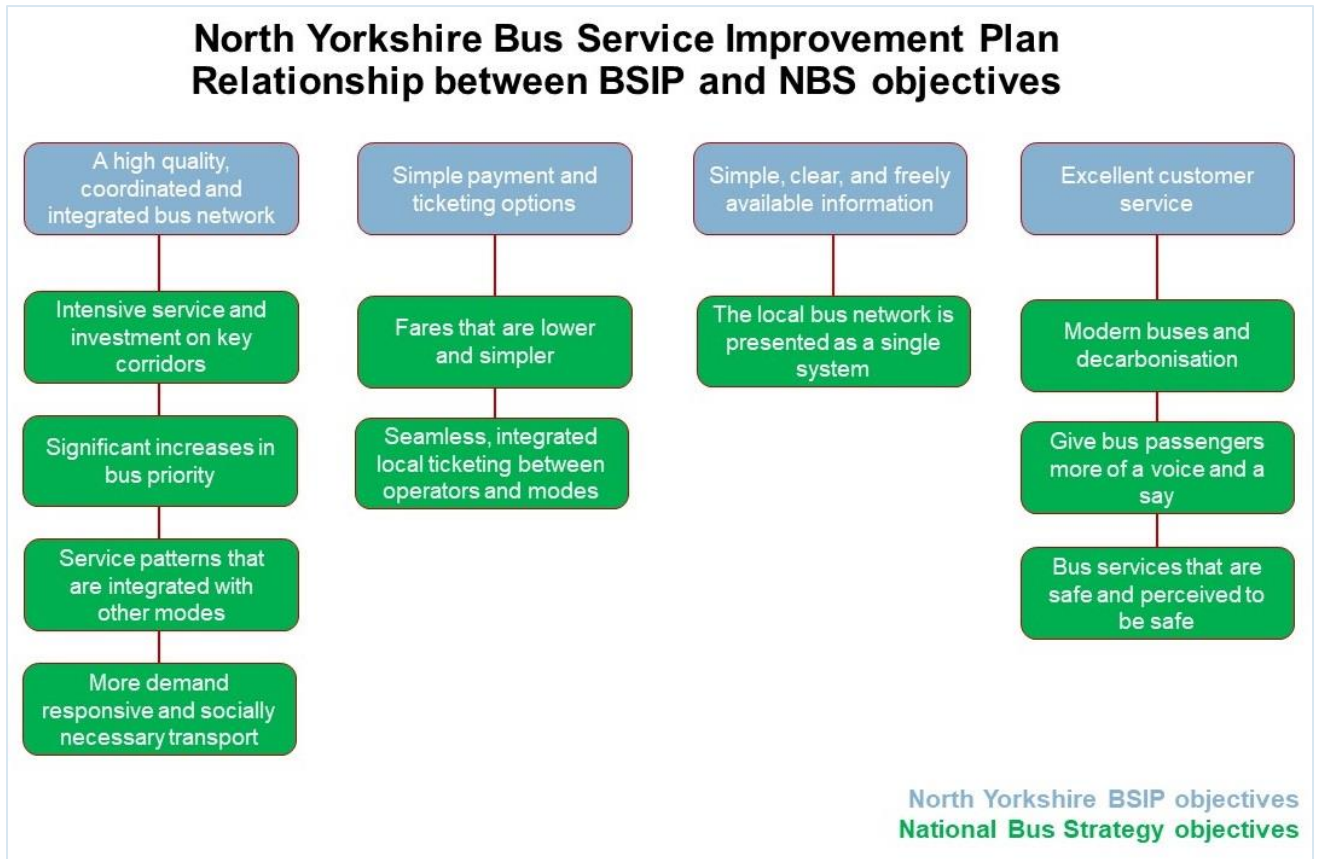 North Yorkshire Bus Service Improvement Plan
Relationship between BSIP and NBS objectives
A high quality,
coordinated and
integrated bus network
Intensive service and
investment on key
corridors
Significant increases in
bus priority
Service patterns that
are integrated with
other modes
More demand
responsive and socially
necessary transport
Simple payment and
ticketing options
Fares that are lower
and simpler
Seamless, integrated
local ticketing between
operators and modes
Simple, clear, and freely
available information
The local bus network is
presented as a single
system
Excellent customer
service
Modern buses and
decarbonisation
Give bus passengers
more of a voice and a
say
Bus services that are
safe and perceived to
be safe
North Yorkshire BSIP objectives
National Bus Strategy objectives